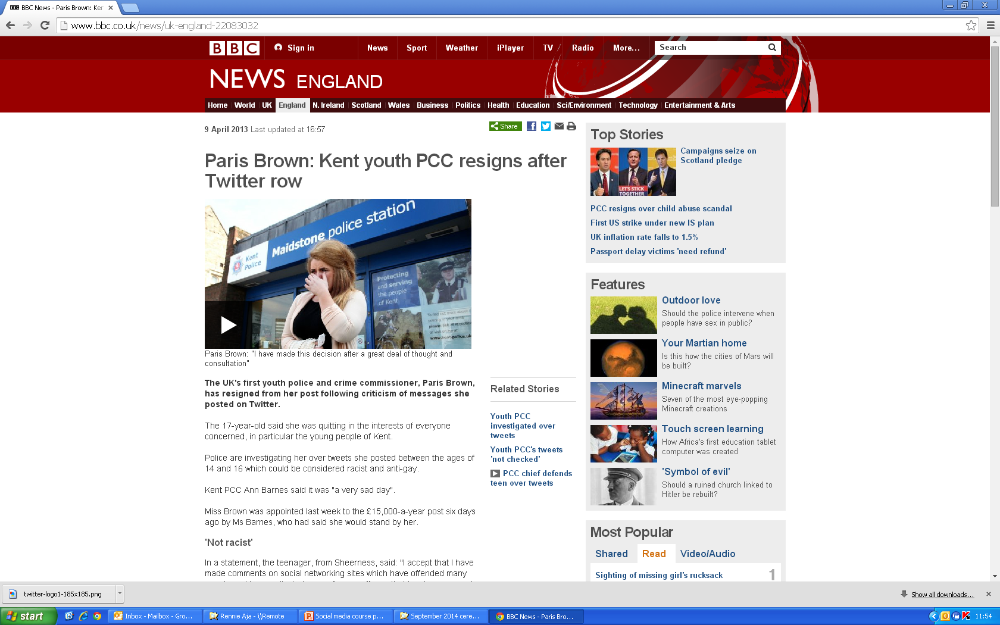 BBC News - Paris Brown: Ker
www.bbc.co.uk/news/uk-england-22083032
BBC Sign in News Sport Weather iPlayer TV Radio More... Search
NEWS ENGLAND
Home World UK England N. Ireland Scotland Wales Business Politics Health Education Sci/Environment Technology Entertainment & Arts
9 April 2013 Last updated at 16:57
Share
Paris Brown: Kent youth PCC resigns after
Twitter row
Maidstone police station
Kent
Police
Protecting
and serving
the people
of Kent
www.kent.police.uk
Paris Brown: "I have made this decision after a great deal of thought and
consultation"
The UK's first youth police and crime commissioner, Paris Brown,
has resigned from her post following criticism of messages she
posted on Twitter.
The 17-year-old said she was quitting in the interests of everyone
concerned, in particular the young people of Kent.
Police are investigating her over tweets she posted between the ages of
14 and 16 which could be considered racist and anti-gay.
Kent PCC Ann Barnes said it was "a very sad day".
Miss Brown was appointed last week to the £15,000-a-year post six days
ago by Ms Barnes, who had said she would stand by her.
'Not racist'
In a statement, the teenager, from Sheerness, said: "I accept that I have
made comments on social networking sites which have offended many
Related Stories
Youth PCC
investigated over
tweets
Youth PCC's tweets
'not checked'
PCC chief defends
teen over tweets
Top Stories
LET'S STICK
TOGETHER
Campaigns seize on
Scotland pledge
PCC resigns over child abuse scandal
First US strike under new IS plan
UK inflation rate falls to 1.5%
Passport delay victims 'need refund'
Features
Outdoor love
Should the police intervene when
people have sex in public?
Your Martian home
Is this how the cities of Mars will
be built?
Minecraft marvels
Seven of the most eye-popping
Minecraft creations
Touch screen learning
How Africa's first education tablet
computer was created
'Symbol of evil'
Should a ruined church linked to
Hitler be rebuilt?
Most Popular
Shared Read Video/Audio
Sighting of missing girl's rucksack 1
twitter-logo1-185x185.png
Show all downloads...
start
Inbox - Mailbox - Gro...
Rennie Aja - \\Remote
Social media course p...
September 2014 cere...
BBC News - Paris Bro...
11:54